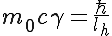 m₀cγ = ħ/l_h